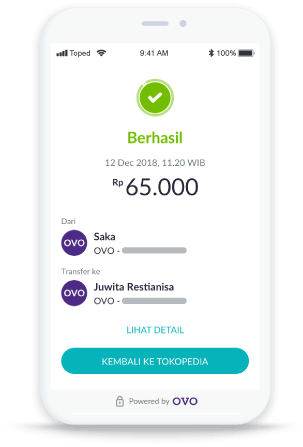 Toped 9:41 AM 100%
Berhasil
12 Dec 2018, 11.20 WIB
Rp 65.000
Dari
OVO Saka
OVO -
Transfer ke
OVO Juwita Restianisa
OVO -
LIHAT DETAIL
KEMBALI KE TOKOPEDIA
Powered by OVO